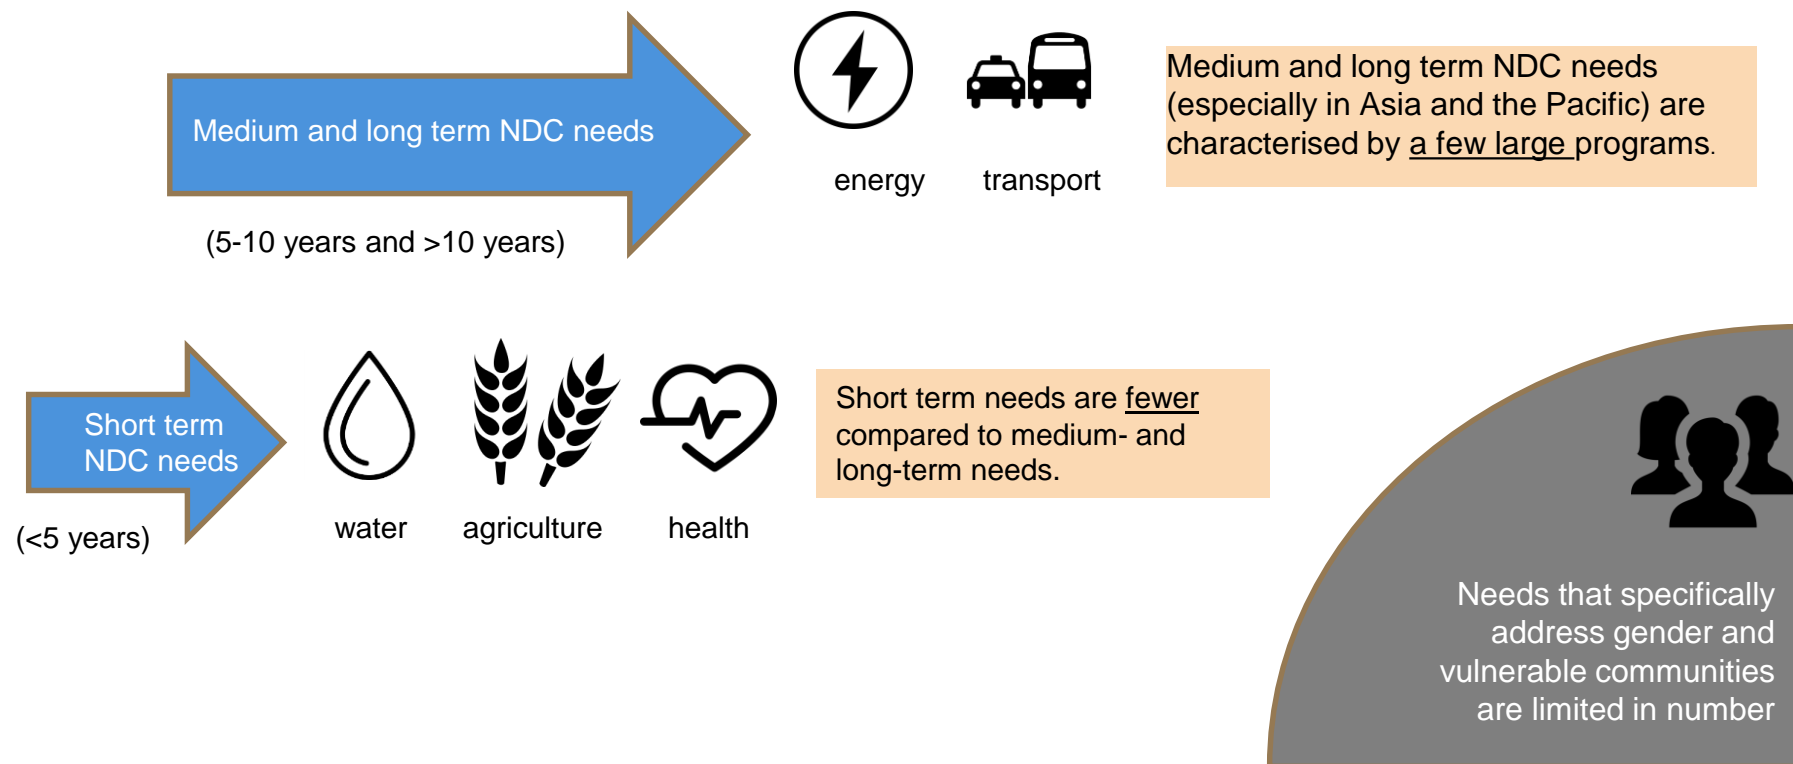 Medium and long term NDC needs
(5-10 years and >10 years)
energy
transport
Medium and long term NDC needs
(especially in Asia and the Pacific) are
characterised by a few large programs.
Short term
NDC needs
(<5 years)
water
agriculture
health
Short term needs are fewer
compared to medium- and
long-term needs.
Needs that specifically
address gender and
vulnerable communities
are limited in number